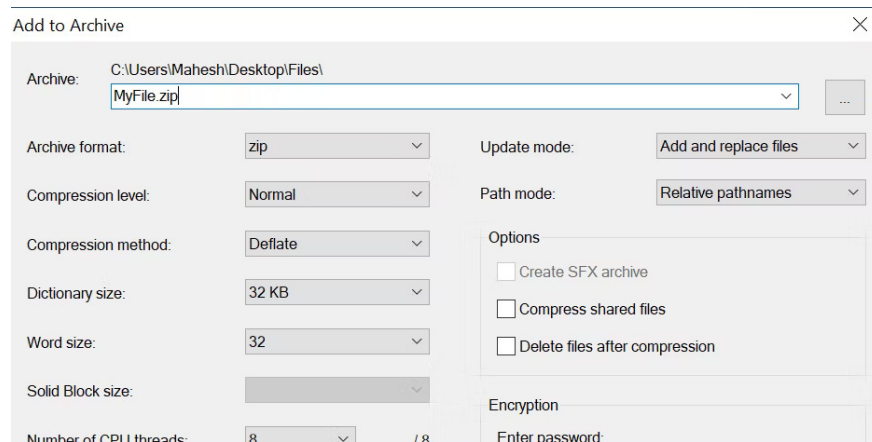 Add to Archive
Archive:
C:\Users\Mahesh\Desktop\Files\
MyFile.zip
...
Archive format:
zip
Update mode:
Add and replace files
Compression level:
Normal
Path mode:
Relative pathnames
Compression method:
Deflate
Options
Create SFX archive
Dictionary size:
32 KB
Compress shared files
Word size:
32
Delete files after compression
Solid Block size:
Encryption
Number of CPU threads:
8
/ 8
Enter password: